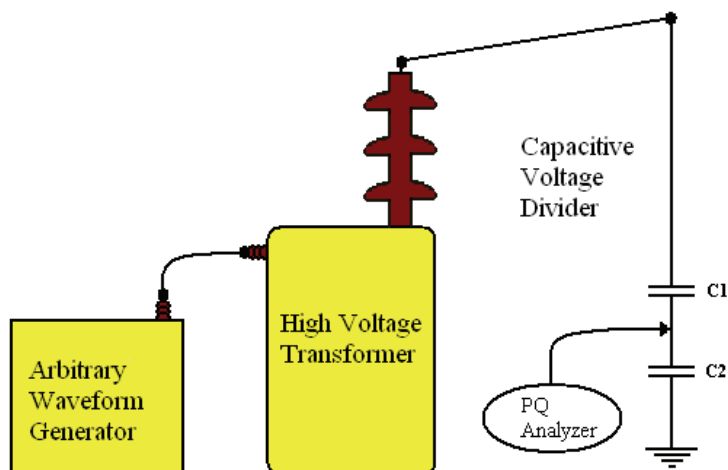 Capacitive
Voltage
Divider
C1
High Voltage
Transformer
Arbitrary
Waveform
Generator
C2
PQ
Analyzer